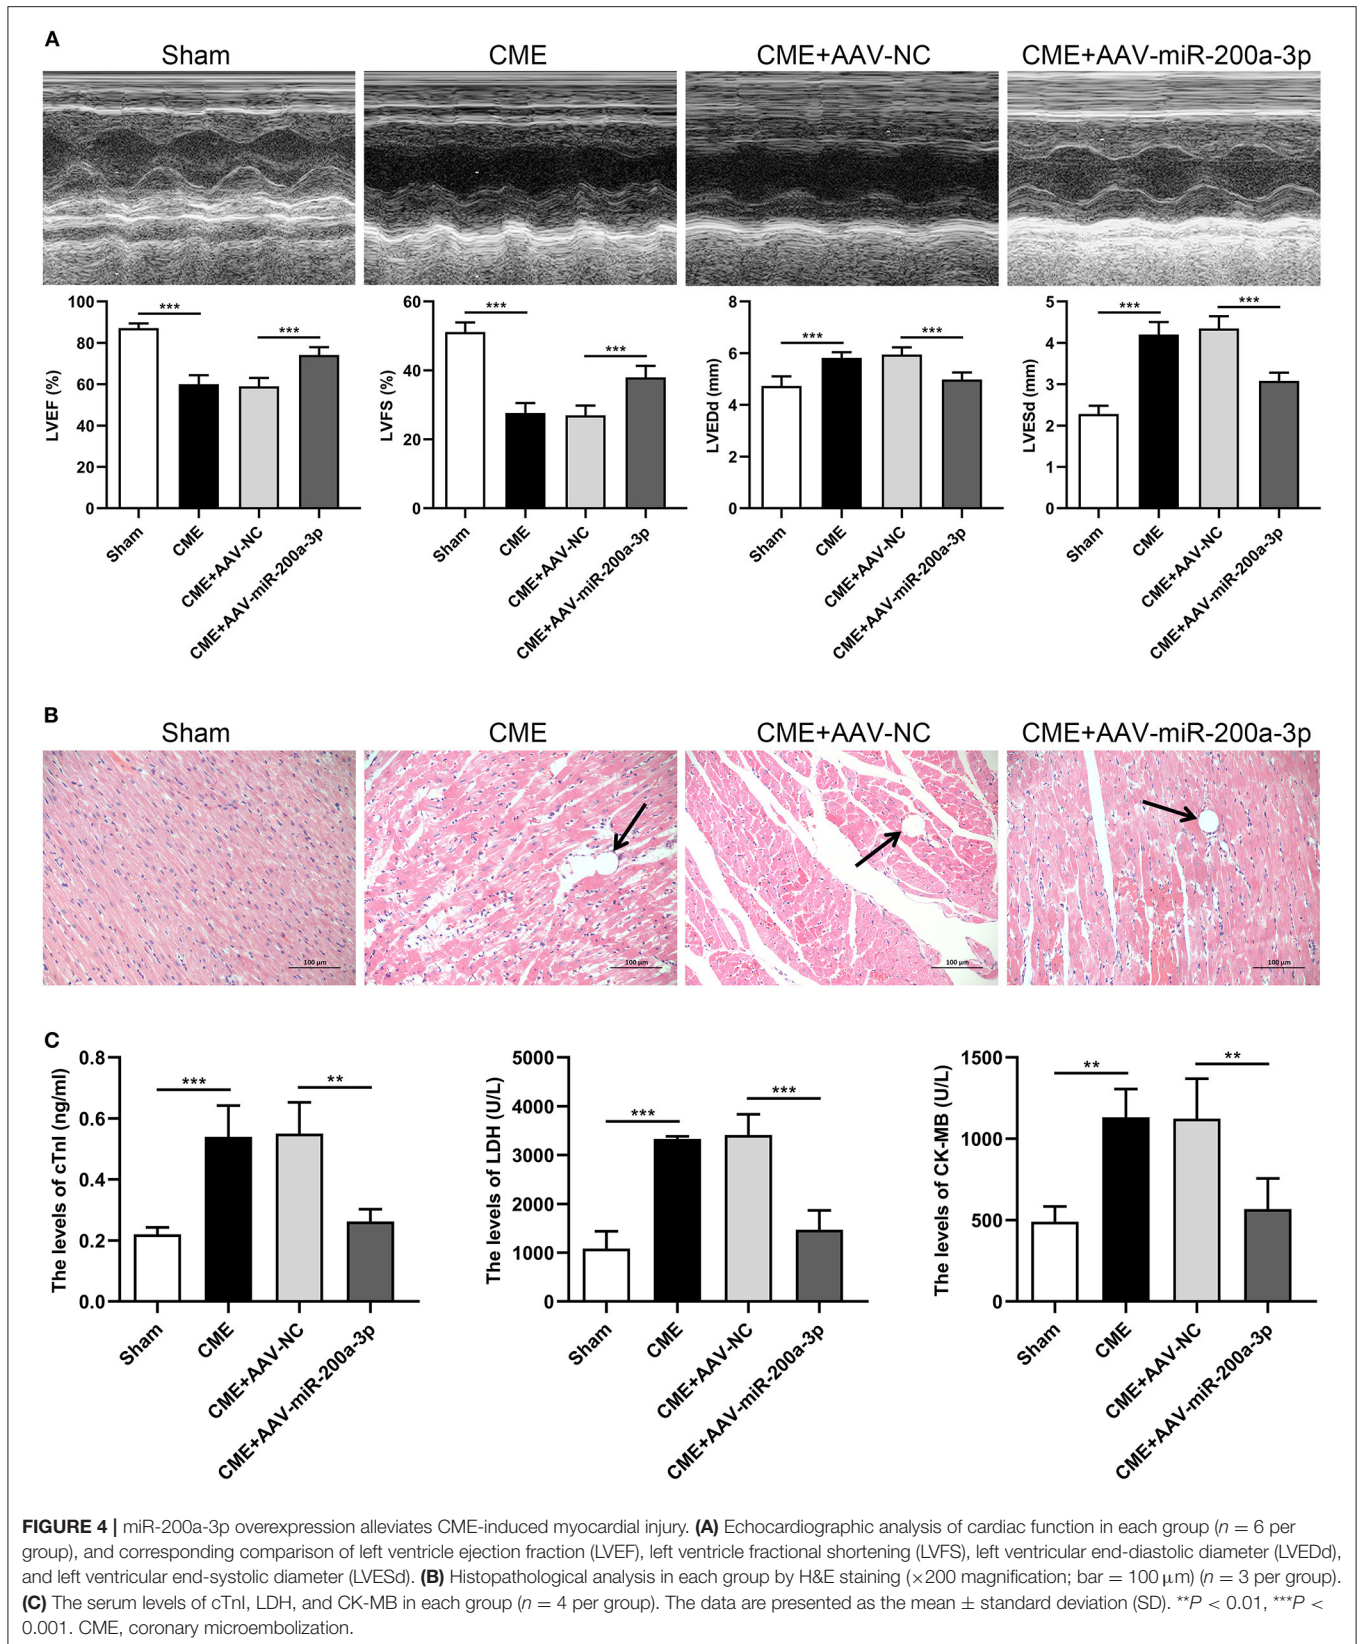 A
Sham CME CME+AAV-NC CME+AAV-miR-200a-3p
LVEF (%)
100
80
60
40
20
0
***
***
Sham
CME
CME+AAV-NC
CME+AAV-miR-200a-3p
LVFS (%)
60
40
20
0
***
***
Sham
CME
CME+AAV-NC
CME+AAV-miR-200a-3p
LVEDd (mm)
8
6
4
2
0
***
***
Sham
CME
CME+AAV-NC
CME+AAV-miR-200a-3p
LVESd (mm)
5
4
3
2
1
0
***
***
Sham
CME
CME+AAV-NC
CME+AAV-miR-200a-3p
B
Sham CME CME+AAV-NC CME+AAV-miR-200a-3p
100 µm
100 µm
100 µm
100 µm
C
The levels of cTnI (ng/ml)
0.8
0.6
0.4
0.2
0.0
***
**
Sham
CME
CME+AAV-NC
CME+AAV-miR-200a-3p
The levels of LDH (U/L)
5000
4000
3000
2000
1000
0
***
***
Sham
CME
CME+AAV-NC
CME+AAV-miR-200a-3p
The levels of CK-MB (U/L)
1500
1000
500
0
**
**
Sham
CME
CME+AAV-NC
CME+AAV-miR-200a-3p
FIGURE 4 | miR-200a-3p overexpression alleviates CME-induced myocardial injury. (A) Echocardiographic analysis of cardiac function in each group (n = 6 per
group), and corresponding comparison of left ventricle ejection fraction (LVEF), left ventricle fractional shortening (LVFS), left ventricular end-diastolic diameter (LVEDd),
and left ventricular end-systolic diameter (LVESd). (B) Histopathological analysis in each group by H&E staining (×200 magnification; bar = 100 µm) (n = 3 per group).
(C) The serum levels of cTnI, LDH, and CK-MB in each group (n = 4 per group). The data are presented as the mean ± standard deviation (SD). **P < 0.01, ***P <
0.001. CME, coronary microembolization.